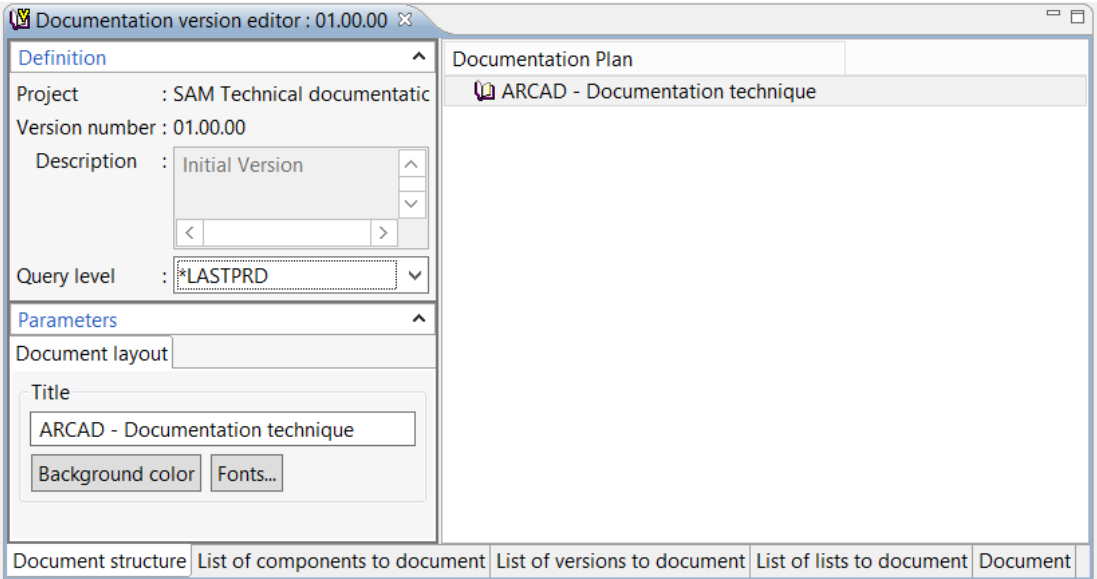 Documentation version editor : 01.00.00
Definition
Project : SAM Technical documentatic
Version number : 01.00.00
Description : Initial Version
Query level : *LASTPRD
Parameters
Document layout
Title
ARCAD - Documentation technique
Background color Fonts...
Documentation Plan
ARCAD - Documentation technique
Document structure List of components to document List of versions to document List of lists to document Document